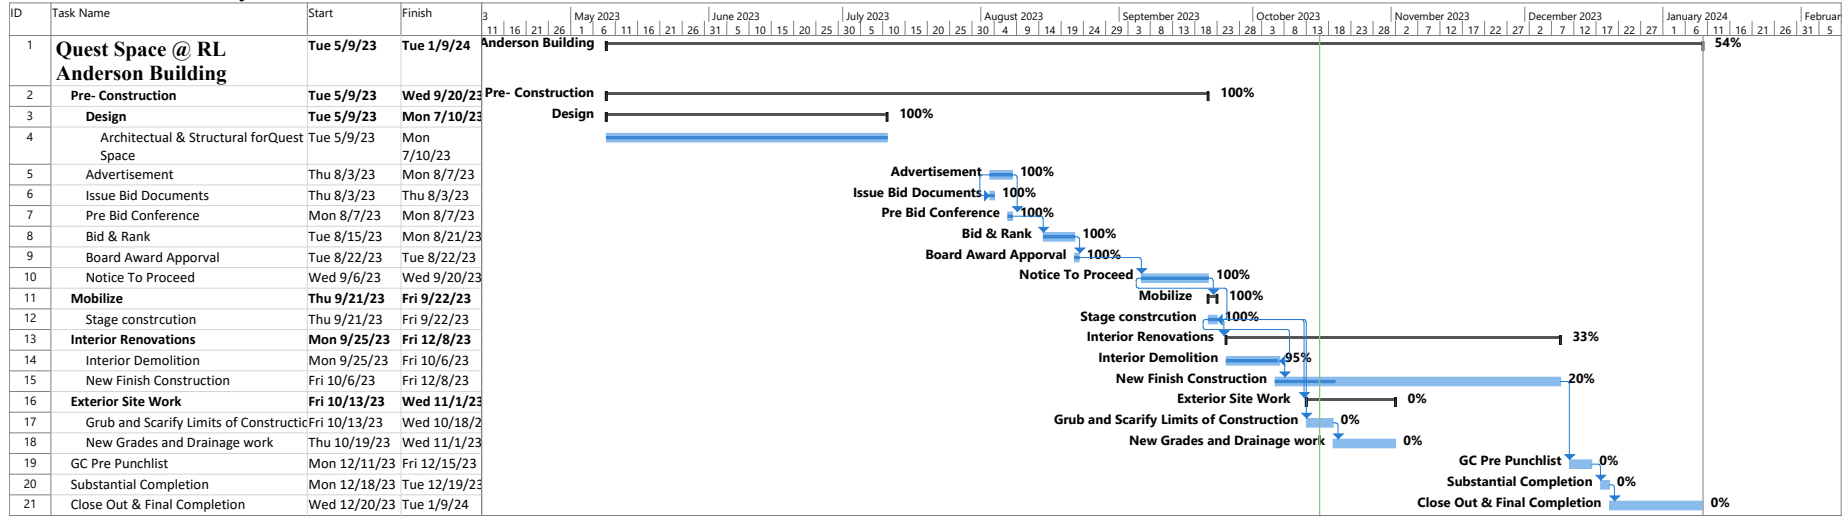 ID Task Name Start Finish 3 May 2023 June 2023 July 2023 August 2023 September 2023 October 2023 November 2023 December 2023 January 2024 Februar
11 16 21 26 1 6 11 16 21 26 31 5 10 15 20 25 30 5 10 15 20 25 30 4 9 14 19 24 29 3 8 13 18 23 28 3 8 13 18 23 28 2 7 12 17 22 27 2 7 12 17 22 27 1 6 11 16 21 26 31 5
1 Quest Space @ RL Tue 5/9/23 Tue 1/9/24 Anderson Building 54%
Anderson Building
2 Pre- Construction Tue 5/9/23 Wed 9/20/23 Pre- Construction 100%
3 Design Tue 5/9/23 Mon 7/10/23 Design 100%
4 Architectual & Structural forQuest Tue 5/9/23 Mon
Space 7/10/23
5 Advertisement Thu 8/3/23 Mon 8/7/23 Advertisement 100%
6 Issue Bid Documents Thu 8/3/23 Thu 8/3/23 Issue Bid Documents 100%
7 Pre Bid Conference Mon 8/7/23 Mon 8/7/23 Pre Bid Conference 100%
8 Bid & Rank Tue 8/15/23 Mon 8/21/23 Bid & Rank 100%
9 Board Award Apporval Tue 8/22/23 Tue 8/22/23 Board Award Apporval 100%
10 Notice To Proceed Wed 9/6/23 Wed 9/20/23 Notice To Proceed 100%
11 Mobilize Thu 9/21/23 Fri 9/22/23 Mobilize 100%
12 Stage constrcution Thu 9/21/23 Fri 9/22/23 Stage constrcution 100%
13 Interior Renovations Mon 9/25/23 Fri 12/8/23 Interior Renovations 33%
14 Interior Demolition Mon 9/25/23 Fri 10/6/23 Interior Demolition 95%
15 New Finish Construction Fri 10/6/23 Fri 12/8/23 New Finish Construction 20%
16 Exterior Site Work Fri 10/13/23 Wed 11/1/23 Exterior Site Work 0%
17 Grub and Scarify Limits of Constructic Fri 10/13/23 Wed 10/18/2 Grub and Scarify Limits of Construction 0%
18 New Grades and Drainage work Thu 10/19/23 Wed 11/1/23 New Grades and Drainage work 0%
19 GC Pre Punchlist Mon 12/11/23 Fri 12/15/23 GC Pre Punchlist 0%
20 Substantial Completion Mon 12/18/23 Tue 12/19/23 Substantial Completion 0%
21 Close Out & Final Completion Wed 12/20/23 Tue 1/9/24 Close Out & Final Completion 0%